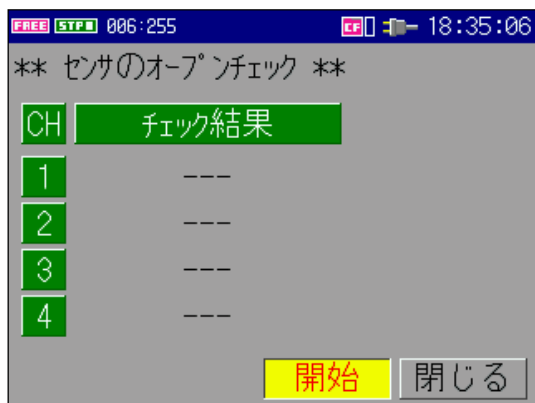 FREE STP 006:255 CF 18:35:06
** センサのオープンチェック **
CH チェック結果
1 ---
2 ---
3 ---
4 ---
開始 閉じる